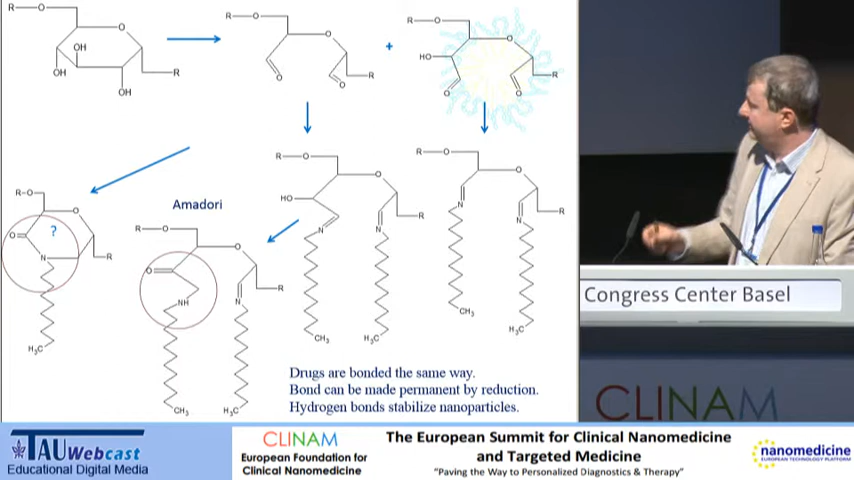 R—O
O
OH
OH
OH
R
R—O
O
O
O
R
+
R—O
O
HO
O
O
R
R-O
O
?
O
N
R
H₃C
Amadori
R—O
O
O
R
NH
N
CH₃
H₃C
R—O
O
HO
R
N
N
CH₃
H₃C
R—O
O
R
N
N
CH₃
H₃C
Drugs are bonded the same way.
Bond can be made permanent by reduction.
Hydrogen bonds stabilize nanoparticles.
Congress Center Basel
CLINAM
TAU Webcast
Educational Digital Media
CLINAM
European Foundation for
Clinical Nanomedicine
The European Summit for Clinical Nanomedicine
and Targeted Medicine
"Paving the Way to Personalized Diagnostics & Therapy"
nanomedicine
EUROPEAN TECHNOLOGY PLATFORM